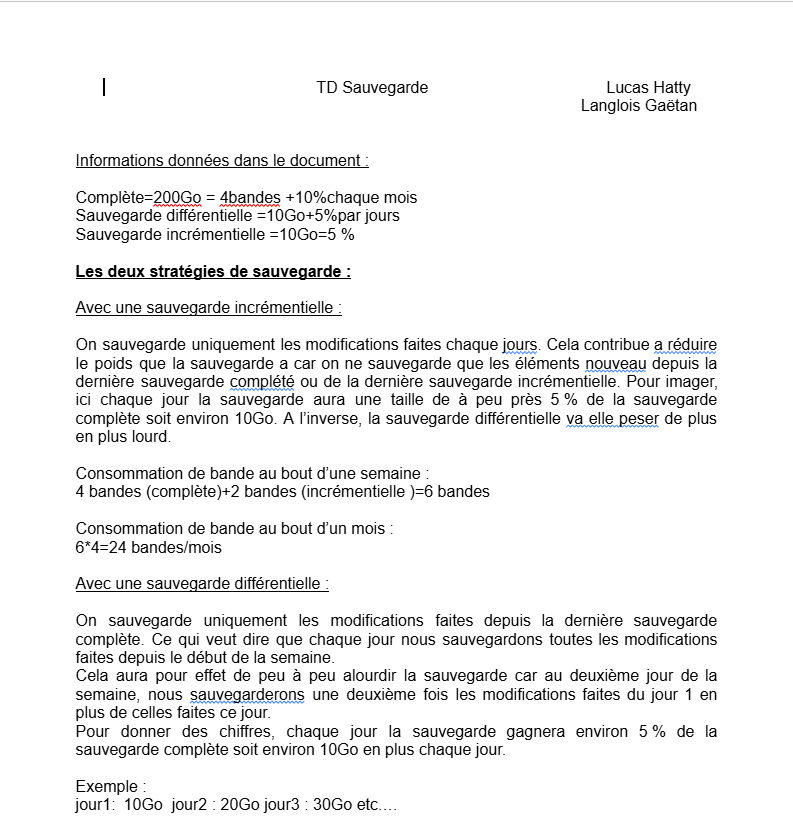 TD Sauvegarde
Lucas Hatty
Langlois Gaëtan
Informations données dans le document :
Complète=200Go = 4bandes +10%chaque mois
Sauvegarde différentielle =10Go+5%par jours
Sauvegarde incrémentielle =10Go=5 %
Les deux stratégies de sauvegarde :
Avec une sauvegarde incrémentielle :
On sauvegarde uniquement les modifications faites chaque jours. Cela contribue a réduire
le poids que la sauvegarde a car on ne sauvegarde que les éléments nouveau depuis la
dernière sauvegarde complété ou de la dernière sauvegarde incrémentielle. Pour imager,
ici chaque jour la sauvegarde aura une taille de à peu près 5 % de la sauvegarde
complète soit environ 10Go. A l’inverse, la sauvegarde différentielle va elle peser de plus
en plus lourd.
Consommation de bande au bout d’une semaine :
4 bandes (complète)+2 bandes (incrémentielle )=6 bandes
Consommation de bande au bout d’un mois :
6*4=24 bandes/mois
Avec une sauvegarde différentielle :
On sauvegarde uniquement les modifications faites depuis la dernière sauvegarde
complète. Ce qui veut dire que chaque jour nous sauvegardons toutes les modifications
faites depuis le début de la semaine.
Cela aura pour effet de peu à peu alourdir la sauvegarde car au deuxième jour de la
semaine, nous sauvegarderons une deuxième fois les modifications faites du jour 1 en
plus de celles faites ce jour.
Pour donner des chiffres, chaque jour la sauvegarde gagnera environ 5 % de la
sauvegarde complète soit environ 10Go en plus chaque jour.
Exemple :
jour1: 10Go jour2 : 20Go jour3 : 30Go etc....